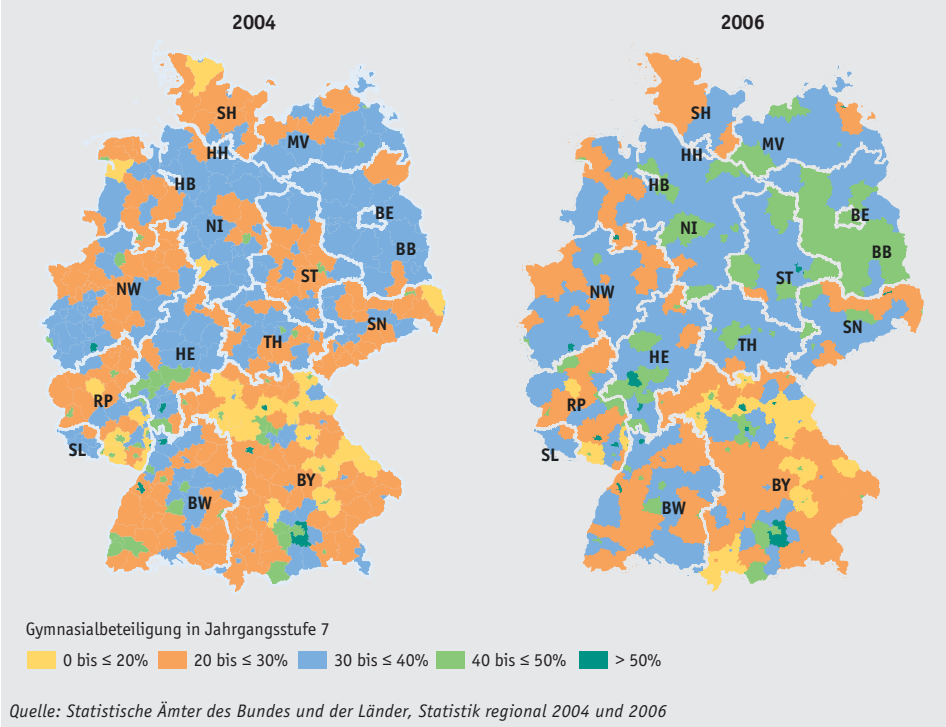 2004
2006
SH
HH
MV
HB
NI
BE
BB
NW
ST
SN
HE
TH
RP
SL
BY
BW
SH
HH
MV
HB
NI
BE
BB
NW
ST
SN
HE
TH
RP
SL
BY
BW
Gymnasialbeteiligung in Jahrgangsstufe 7
0 bis ≤ 20% 20 bis ≤ 30% 30 bis ≤ 40% 40 bis ≤ 50% > 50%
Quelle: Statistische Ämter des Bundes und der Länder, Statistik regional 2004 und 2006